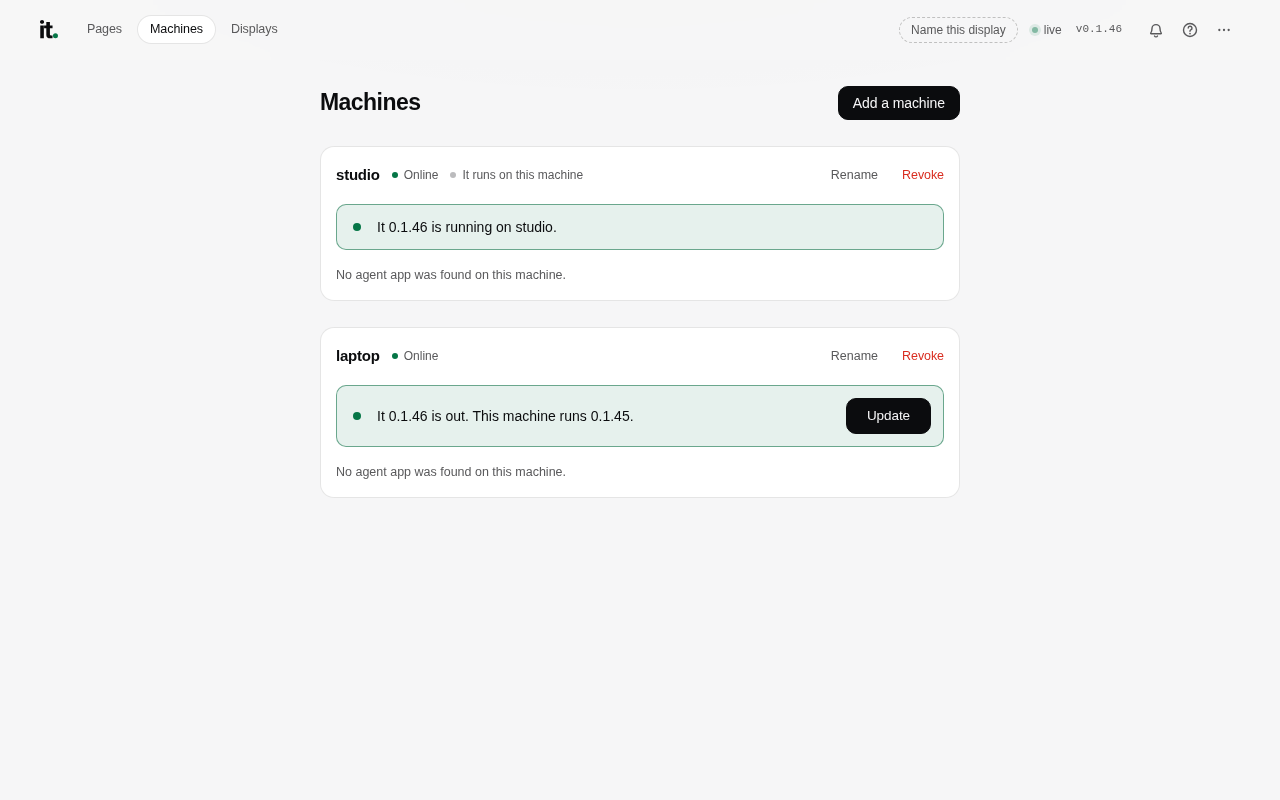 it. Pages Machines Displays Name this display live v0.1.46
Machines Add a machine
studio Online It runs on this machine Rename Revoke
It 0.1.46 is running on studio.
No agent app was found on this machine.
laptop Online Rename Revoke
It 0.1.46 is out. This machine runs 0.1.45. Update
No agent app was found on this machine.